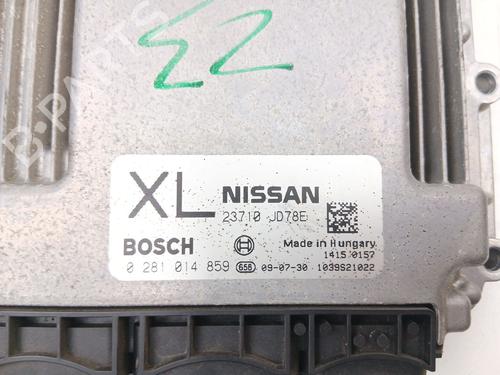 B-PARTS
XL NISSAN
23710 JD78E
BOSCH Made in Hungary
1415 0157
0 281 014 859 658 09-07-30 1039S21022